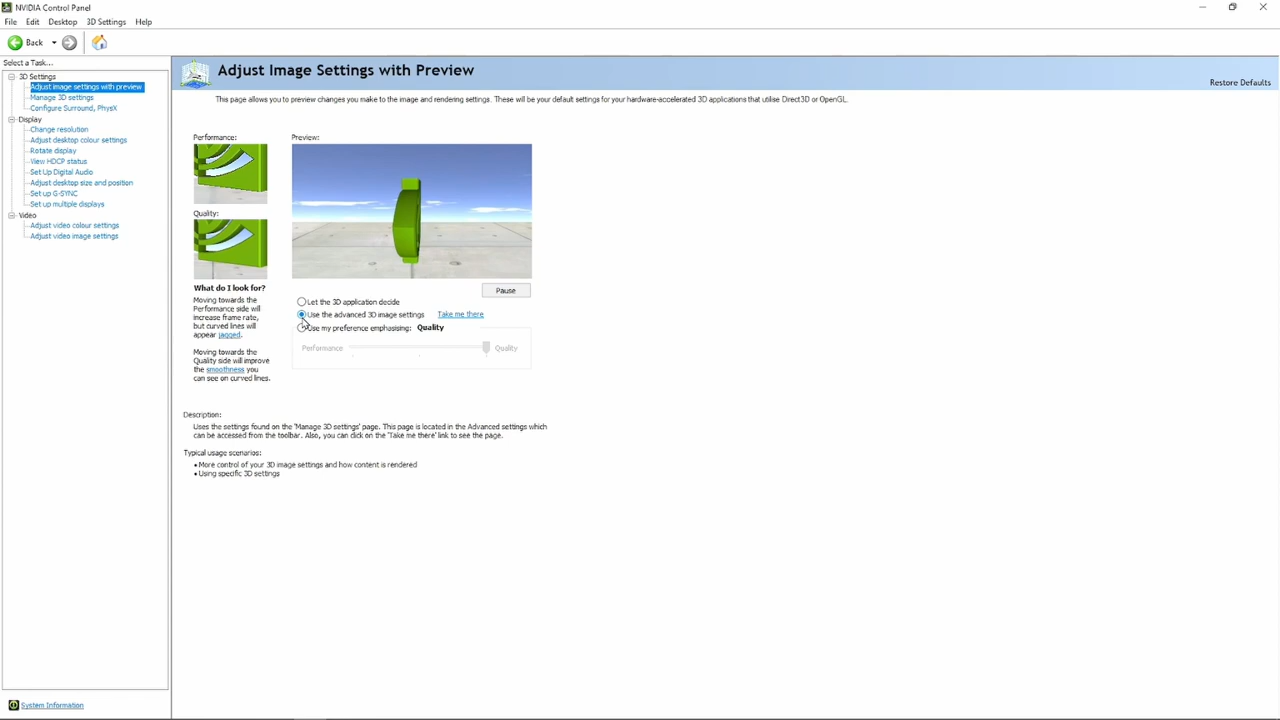 NVIDIA Control Panel
File Edit Desktop 3D Settings Help
Back
Select a Task...
3D Settings
Adjust image settings with preview
Manage 3D settings
Configure Surround, PhysX
Display
Change resolution
Adjust desktop colour settings
Rotate display
View HDCP status
Set Up Digital Audio
Adjust desktop size and position
Set up G-SYNC
Set up multiple displays
Video
Adjust video colour settings
Adjust video image settings
System Information
Adjust Image Settings with Preview
Restore Defaults
This page allows you to preview changes you make to the image and rendering settings. These will be your default settings for your hardware-accelerated 3D applications that utilise Direct3D or OpenGL.
Performance:
Quality:
What do I look for?
Moving towards the
Performance side will
increase frame rate,
but curved lines will
appear jagged.
Moving towards the
Quality side will improve
the smoothness you
can see on curved lines.
Preview:
Pause
Let the 3D application decide
Use the advanced 3D image settings Take me there
Use my preference emphasising: Quality
Performance Quality
Description:
Uses the settings found on the 'Manage 3D settings' page. This page is located in the Advanced settings which
can be accessed from the toolbar. Also, you can click on the 'Take me there' link to see the page.
Typical usage scenarios:
• More control of your 3D image settings and how content is rendered
• Using specific 3D settings